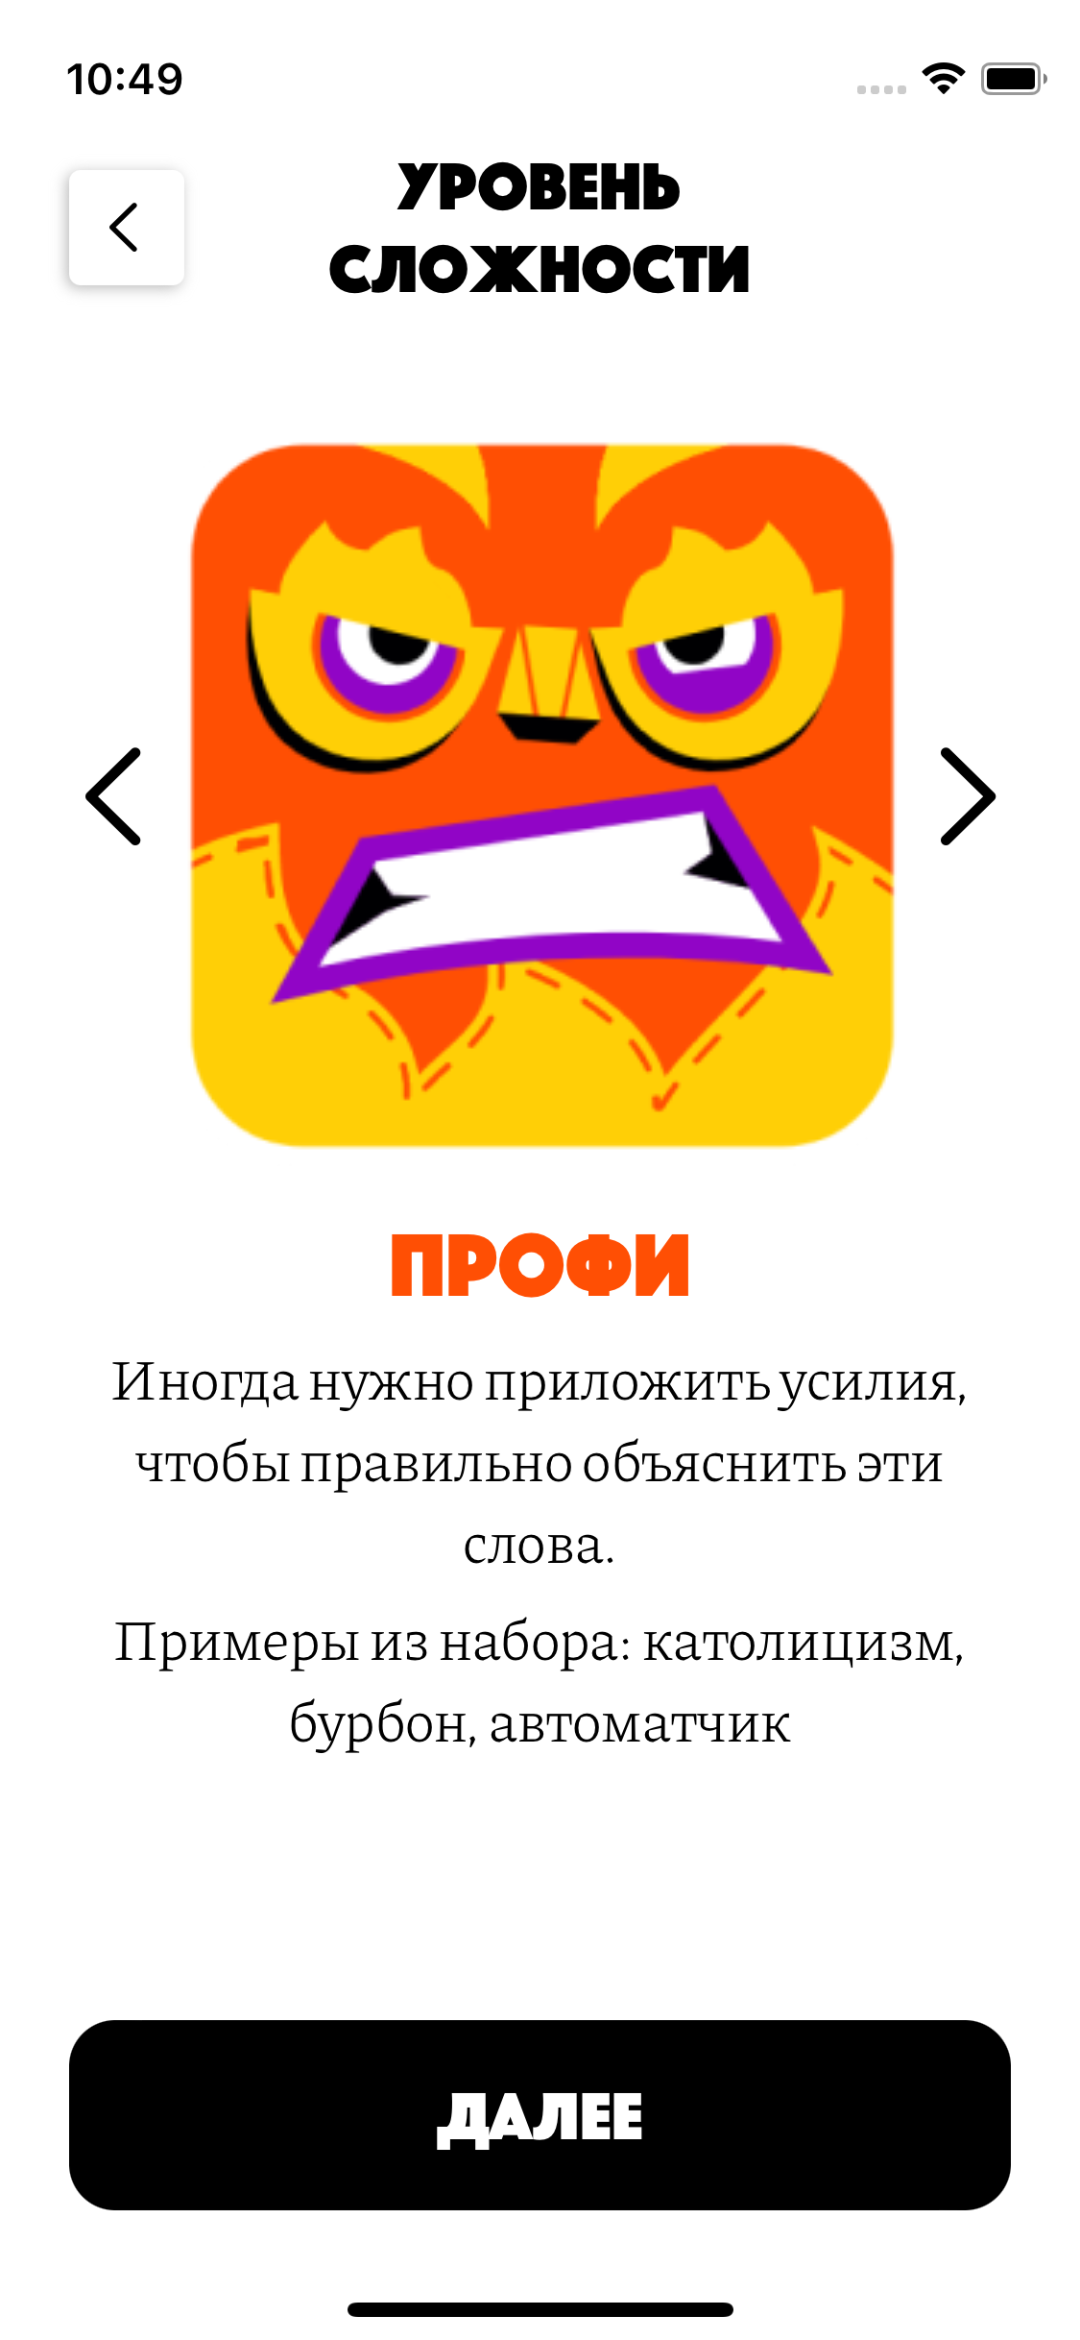 10:49
УРОВЕНЬ
СЛОЖНОСТИ
ПРОФИ
Иногда нужно приложить усилия,
чтобы правильно объяснить эти
слова.
Примеры из набора: католицизм,
бурбон, автоматчик
ДАЛЕЕ